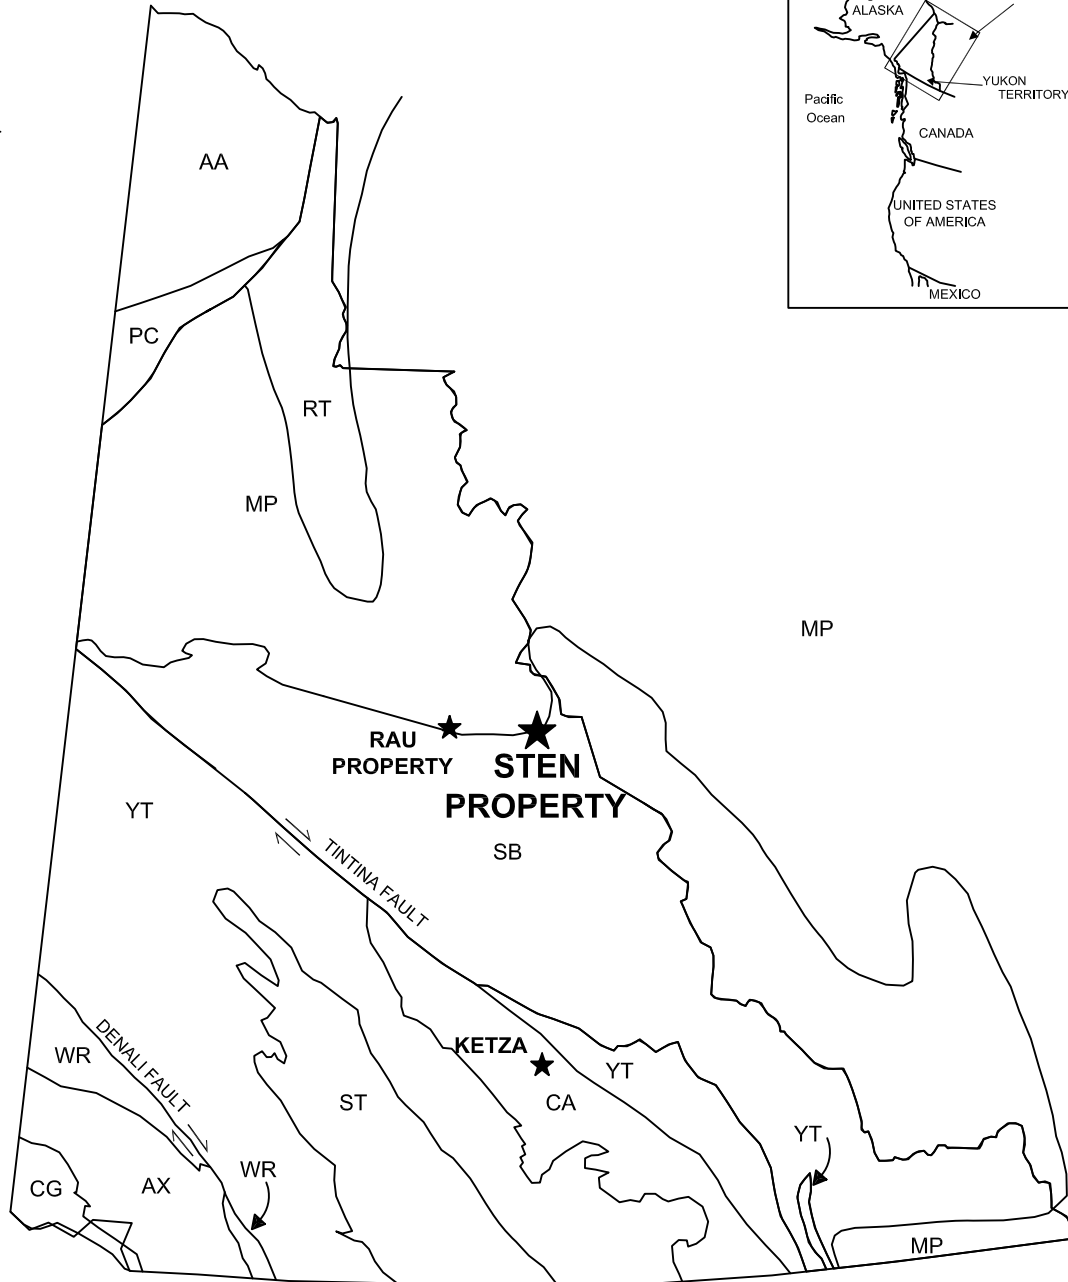 ALASKA
YUKON
TERRITORY
Pacific
Ocean
CANADA
UNITED STATES
OF AMERICA
MEXICO
AA
PC
RT
MP
MP
RAU
PROPERTY
STEN
PROPERTY
YT
SB
TINTINA FAULT
DENALI FAULT
WR
KETZA
YT
ST
CA
YT
WR
CG
AX
MP